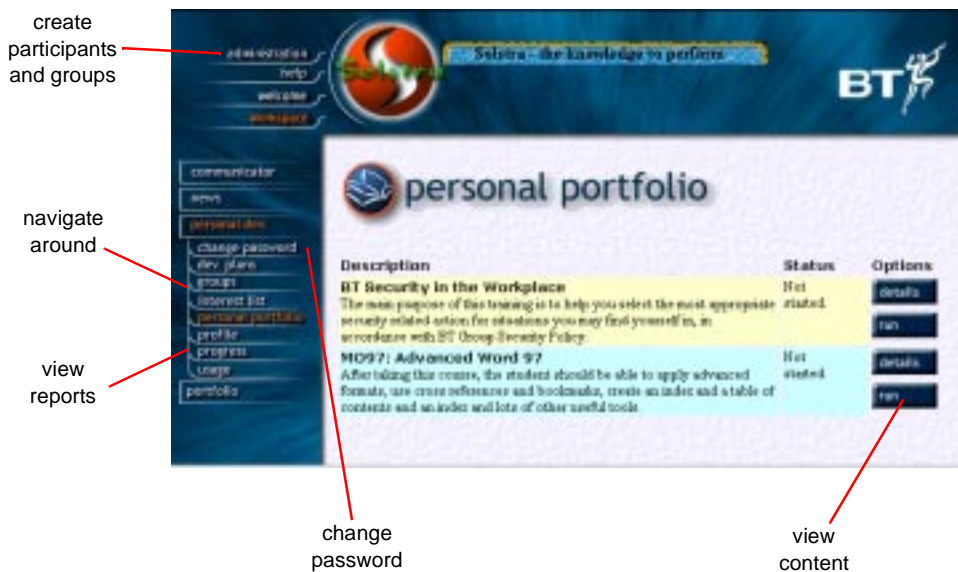 create
participants
and groups
administration
help
welcome
workspace
Solstra
Solstra - the knowledge to perform
BT
communicator
news
personal dev
change password
dev plans
groups
interest list
personal portfolio
profile
progress
usage
portfolio
navigate
around
view
reports
personal portfolio
Description Status Options
BT Security in the Workplace Not details
The main purpose of this training is to help you select the most appropriate started
security related action for situations you may find yourself in, in run
accordance with BT Group Security Policy.
MO97: Advanced Word 97 Not details
After taking this course, the student should be able to apply advanced started
formats, use cross references and bookmarks, create an index and a table of run
contents and an index and lots of other useful tools
change
password
view
content